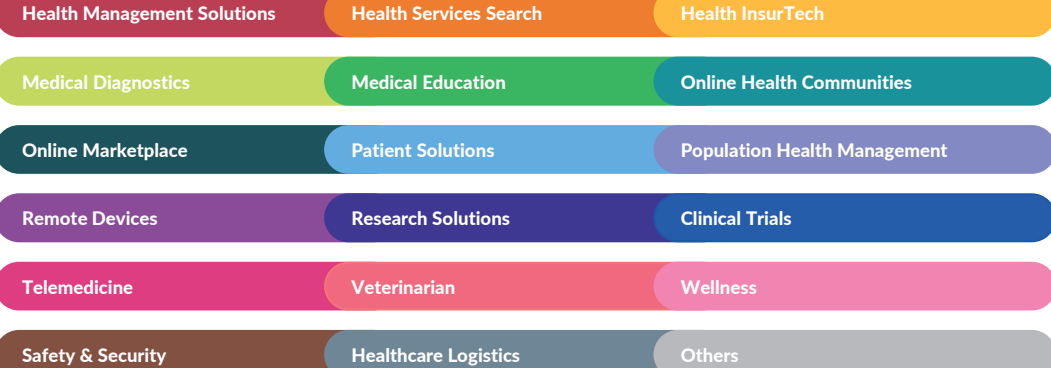 Health Management Solutions
Health Services Search
Health InsurTech
Medical Diagnostics
Medical Education
Online Health Communities
Online Marketplace
Patient Solutions
Population Health Management
Remote Devices
Research Solutions
Clinical Trials
Telemedicine
Veterinarian
Wellness
Safety & Security
Healthcare Logistics
Others